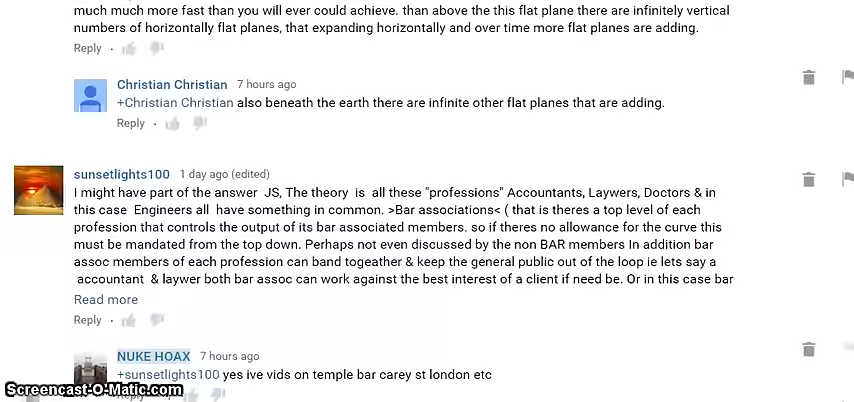 much much more fast than you will ever could achieve. than above the this flat plane there are infinitely vertical
numbers of horizontally flat planes, that expanding horizontally and over time more flat planes are adding.
Reply ·
Christian Christian 7 hours ago
+Christian Christian also beneath the earth there are infinite other flat planes that are adding.
Reply ·
sunsetlights100 1 day ago (edited)
I might have part of the answer JS, The theory is all these "professions" Accountants, Laywers, Doctors & in
this case Engineers all have something in common. >Bar associations< ( that is theres a top level of each
profession that controls the output of its bar associated members. so if theres no allowance for the curve this
must be mandated from the top down. Perhaps not even discussed by the non BAR members In addition bar
assoc members of each profession can band togeather & keep the general public out of the loop ie lets say a
accountant & laywer both bar assoc can work against the best interest of a client if need be. Or in this case bar
Read more
Reply ·
NUKE HOAX 7 hours ago
+sunsetlights100 yes ive vids on temple bar carey st london etc
Screencast-O-Matic.com